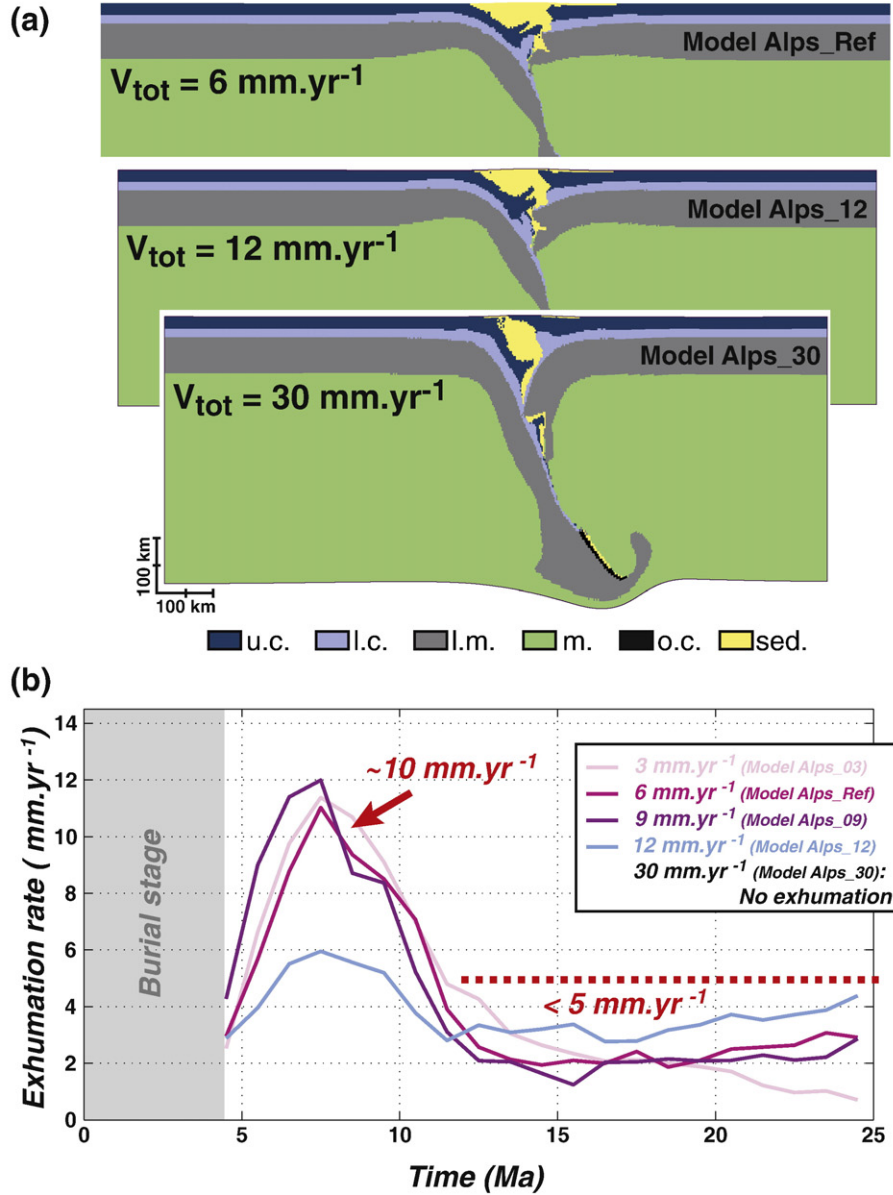 (a)
Model Alps_Ref
Vtot = 6 mm.yr-1
Model Alps_12
Vtot = 12 mm.yr-1
Model Alps_30
Vtot = 30 mm.yr-1
100 km
100 km
u.c. l.c. l.m. m. o.c. sed.
(b)
Exhumation rate ( mm.yr -1)
14
12
10
8
6
4
2
0
Burial stage
~10 mm.yr -1
3 mm.yr -1 (Model Alps_03)
6 mm.yr -1 (Model Alps_Ref)
9 mm.yr -1 (Model Alps_09)
12 mm.yr -1 (Model Alps_12)
30 mm.yr -1 (Model Alps_30):
No exhumation
< 5 mm.yr -1
0 5 10 15 20 25
Time (Ma)